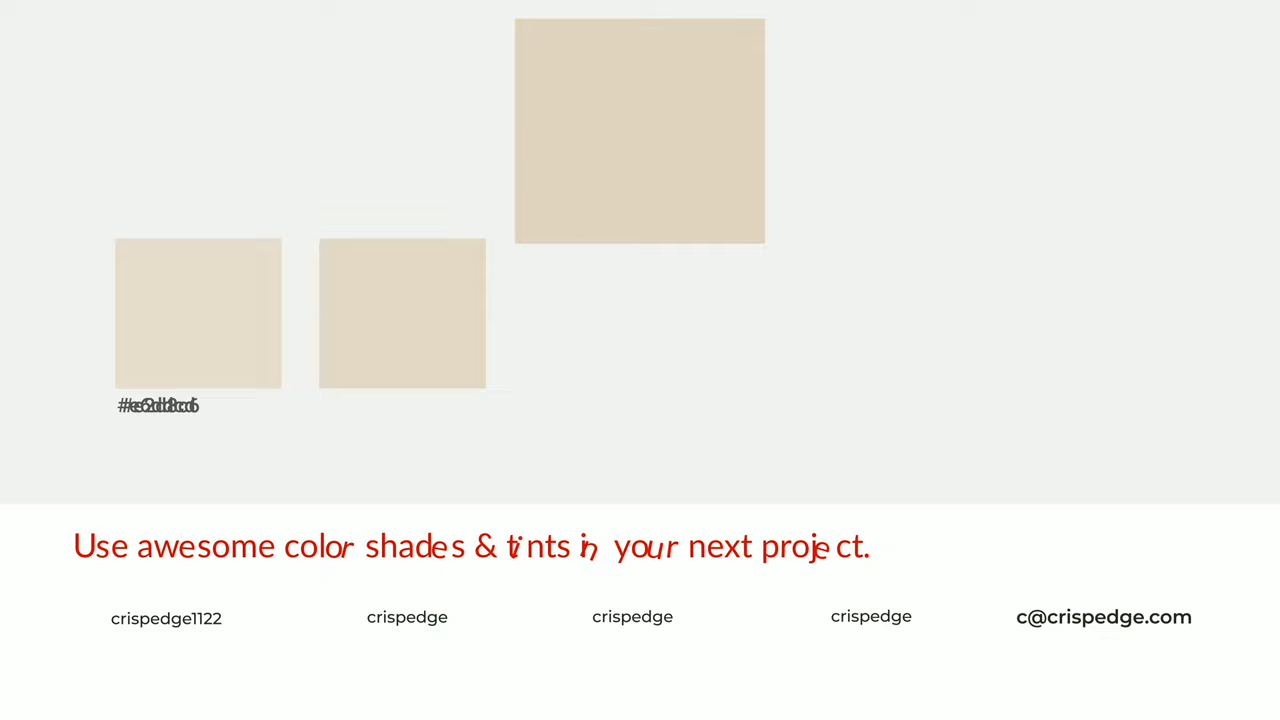 Use awesome color shades & tints in your next project.
crispedge1122 crispedge crispedge crispedge c@crispedge.com